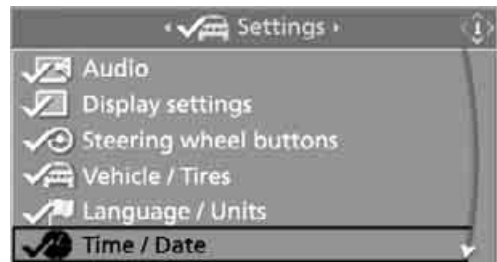 Settings
Audio
Display settings
Steering wheel buttons
Vehicle / Tires
Language / Units
Time / Date